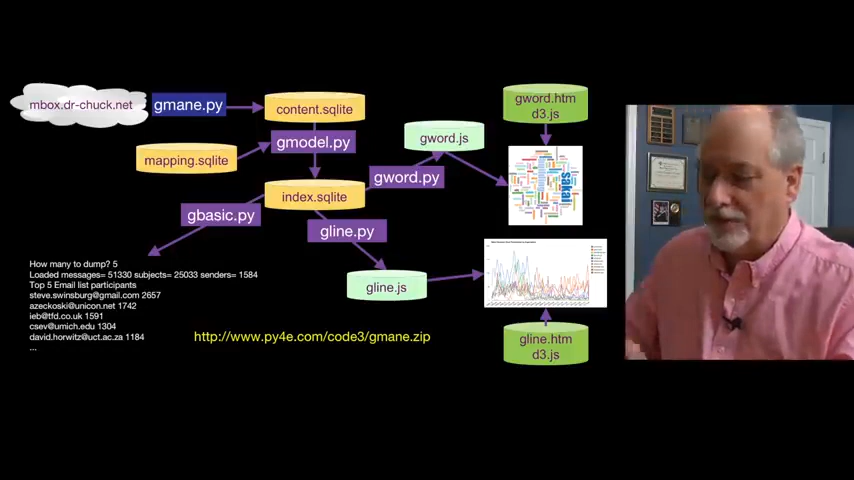 mbox.dr-chuck.net
gmane.py
content.sqlite
gword.htm
d3.js
mapping.sqlite
gmodel.py
gword.js
gword.py
index.sqlite
sakai
gbasic.py
gline.py
gline.js
How many to dump? 5
Loaded messages= 51330 subjects= 25033 senders= 1584
Top 5 Email list participants
steve.swinsburg@gmail.com 2657
azeckoski@unicon.net 1742
ieb@tfd.co.uk 1591
csev@umich.edu 1304
david.horwitz@uct.ac.za 1184
...
http://www.py4e.com/code3/gmane.zip
gline.htm
d3.js